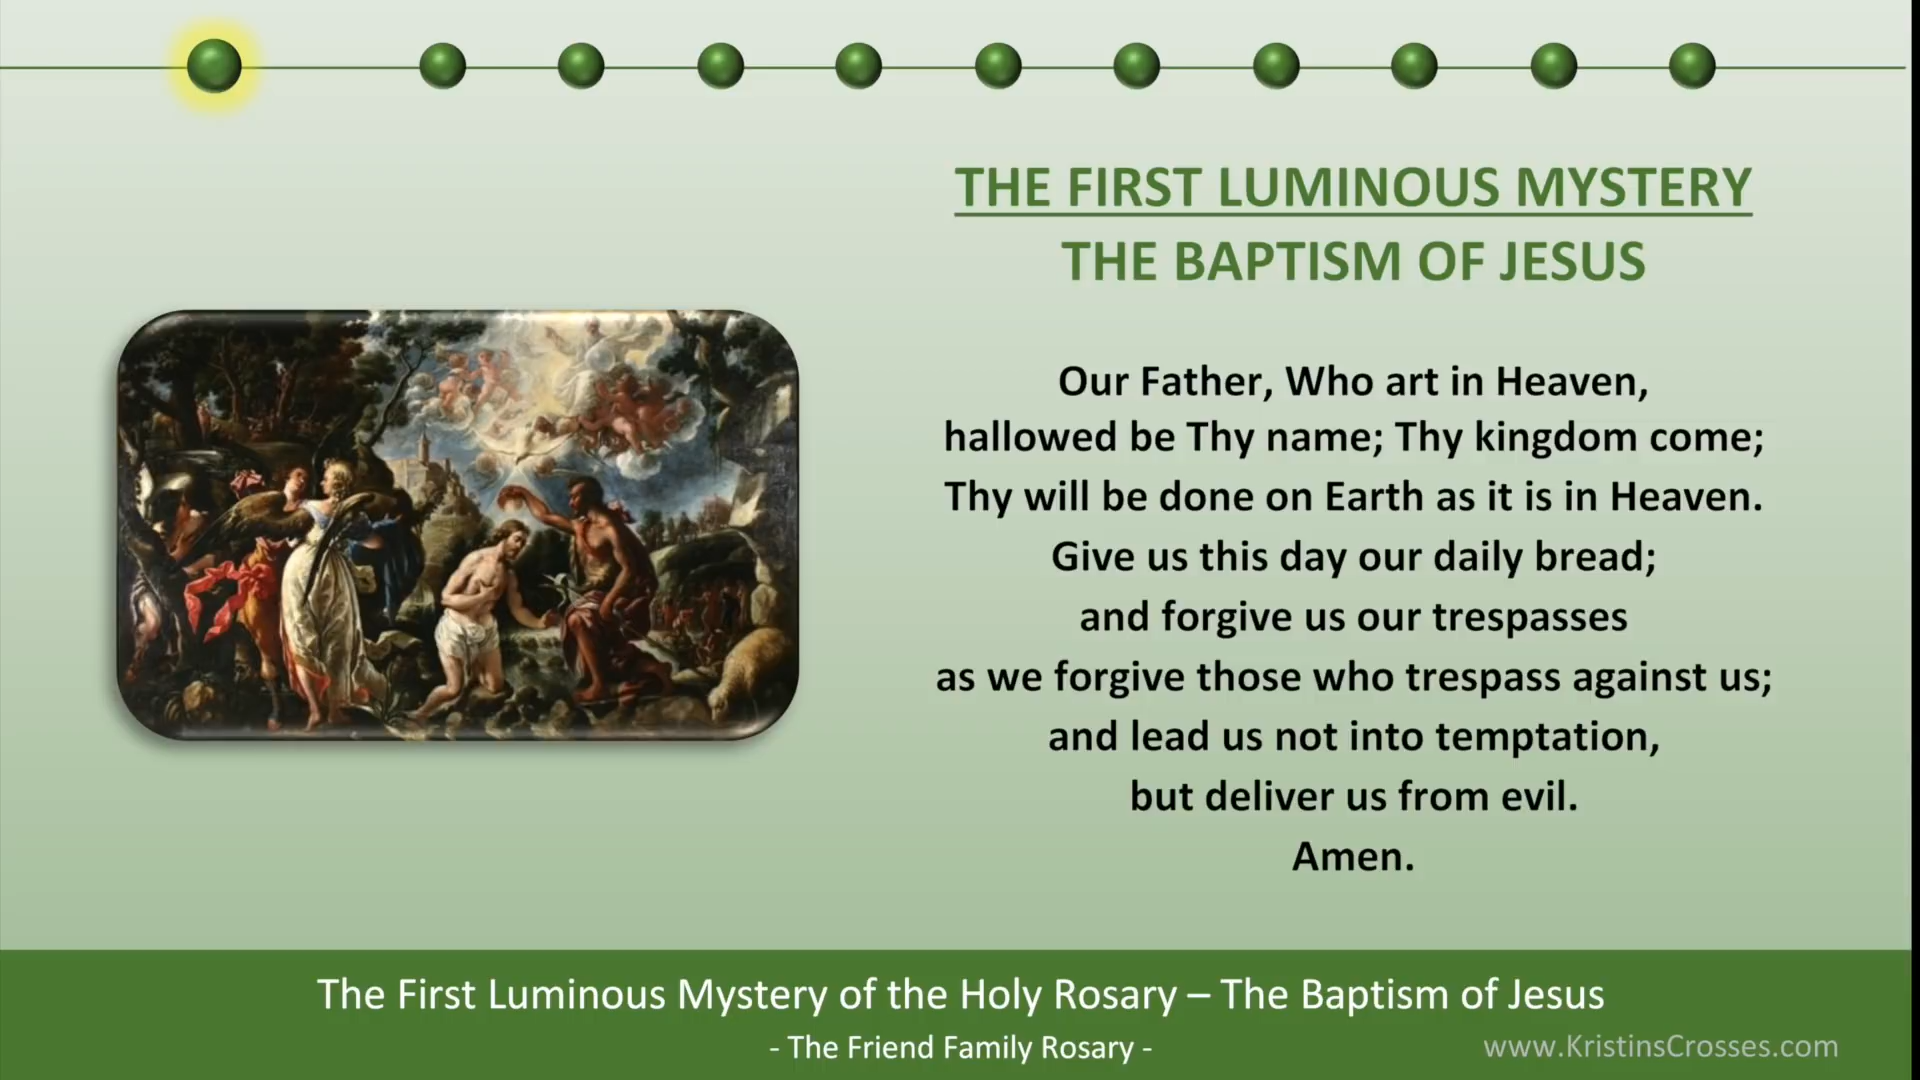 THE FIRST LUMINOUS MYSTERY
THE BAPTISM OF JESUS
Our Father, Who art in Heaven,
hallowed be Thy name; Thy kingdom come;
Thy will be done on Earth as it is in Heaven.
Give us this day our daily bread;
and forgive us our trespasses
as we forgive those who trespass against us;
and lead us not into temptation,
but deliver us from evil.
Amen.
The First Luminous Mystery of the Holy Rosary – The Baptism of Jesus
- The Friend Family Rosary -
www.KristinsCrosses.com